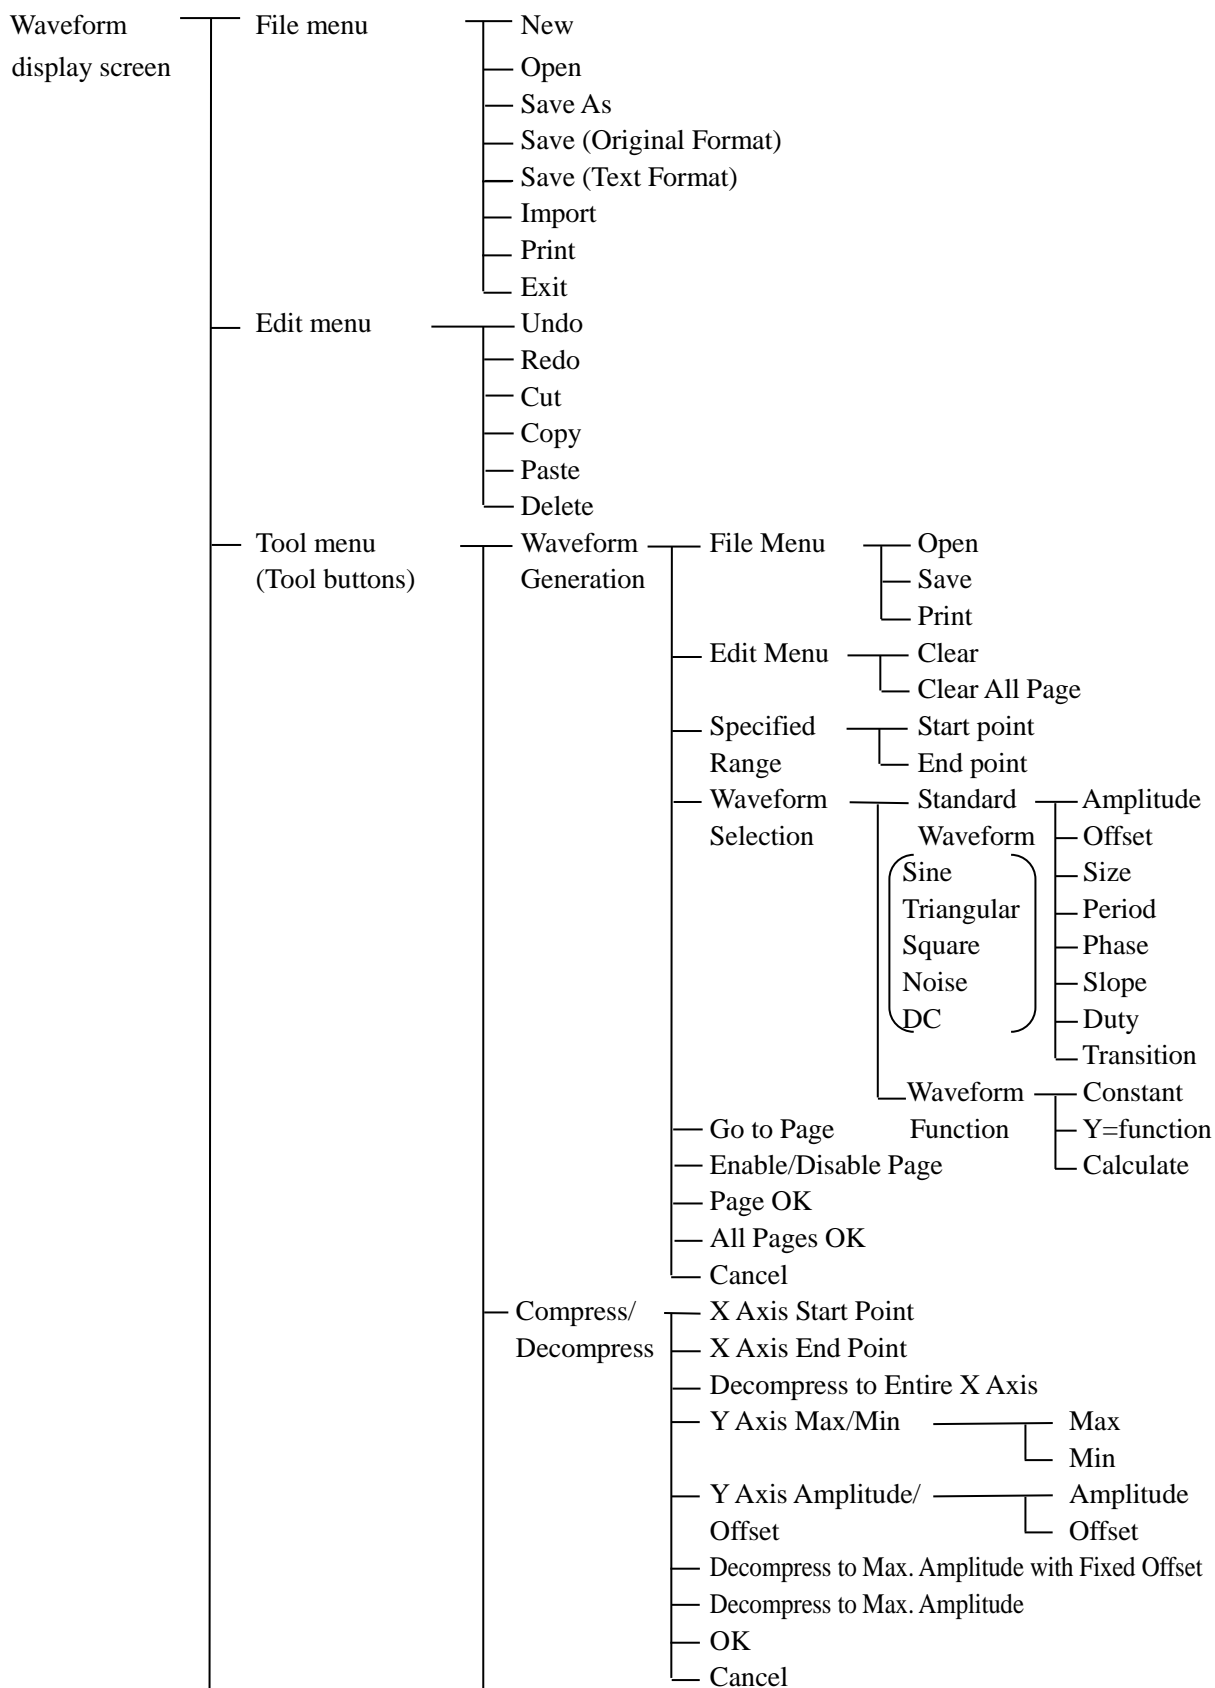 Waveform
display screen
File menu
New
Open
Save As
Save (Original Format)
Save (Text Format)
Import
Print
Exit
Edit menu
Undo
Redo
Cut
Copy
Paste
Delete
Tool menu
(Tool buttons)
Waveform
Generation
File Menu
Open
Save
Print
Edit Menu
Clear
Clear All Page
Specified
Range
Start point
End point
Waveform
Selection
Standard
Waveform
Sine
Triangular
Square
Noise
DC
Amplitude
Offset
Size
Period
Phase
Slope
Duty
Transition
Waveform
Function
Constant
Y=function
Calculate
Go to Page
Enable/Disable Page
Page OK
All Pages OK
Cancel
Compress/
Decompress
X Axis Start Point
X Axis End Point
Decompress to Entire X Axis
Y Axis Max/Min
Max
Min
Y Axis Amplitude/
Offset
Amplitude
Offset
Decompress to Max. Amplitude with Fixed Offset
Decompress to Max. Amplitude
OK
Cancel